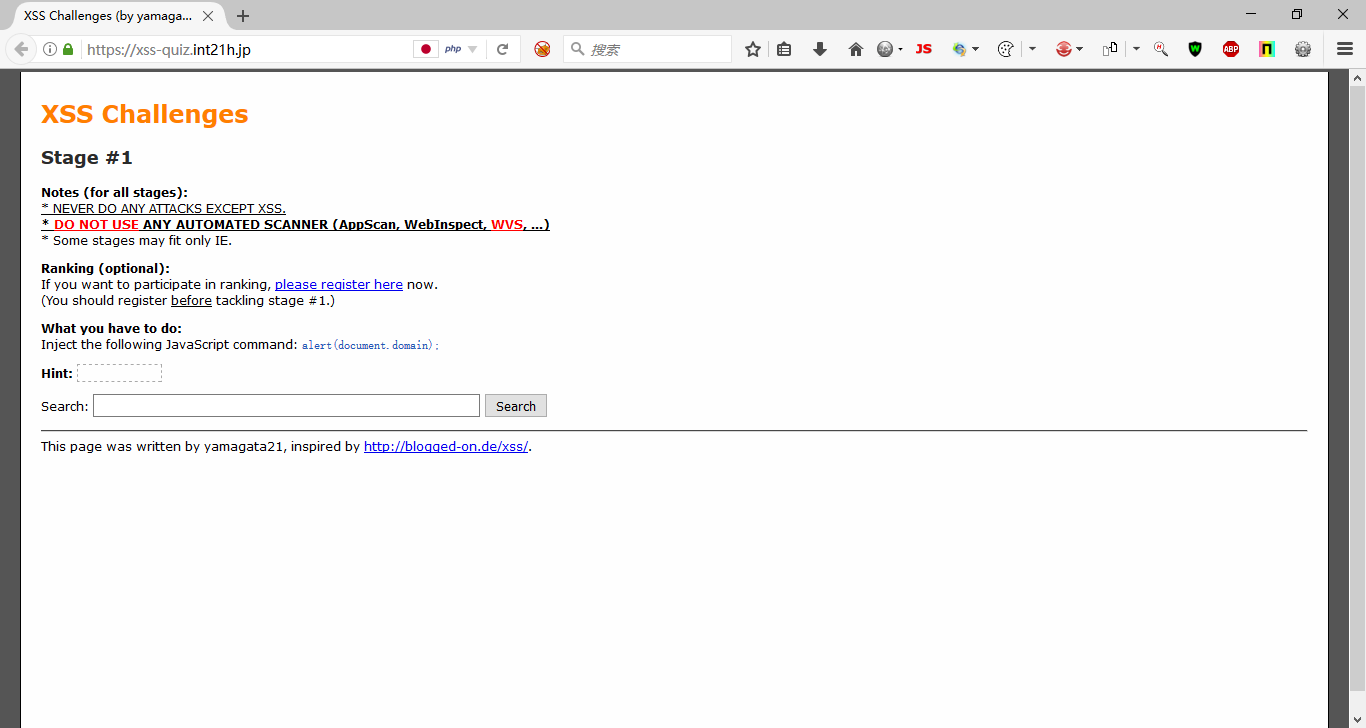 XSS Challenges (by yamaga...
https://xss-quiz.int21h.jp
php
搜索
JS
ABP
XSS Challenges
Stage #1
Notes (for all stages):
* NEVER DO ANY ATTACKS EXCEPT XSS.
* DO NOT USE ANY AUTOMATED SCANNER (AppScan, WebInspect, WVS, ...)
* Some stages may fit only IE.
Ranking (optional):
If you want to participate in ranking, please register here now.
(You should register before tackling stage #1.)
What you have to do:
Inject the following JavaScript command: alert(document.domain);
Hint:
Search: Search
This page was written by yamagata21, inspired by http://blogged-on.de/xss/.